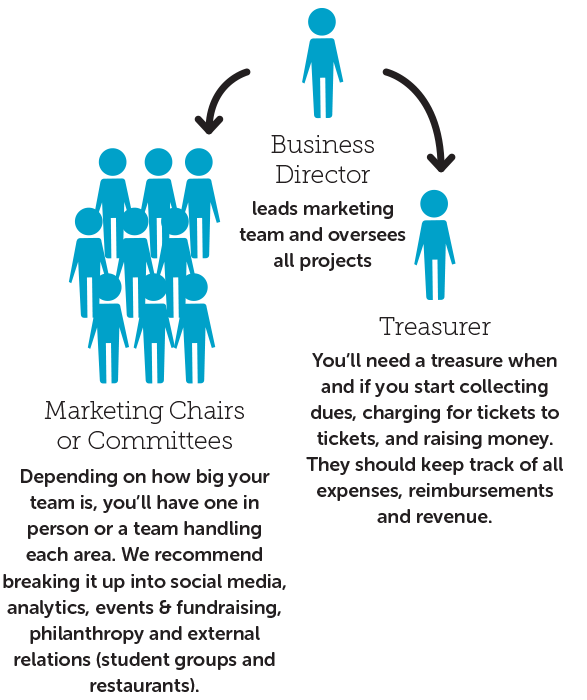 Business
Director
leads marketing
team and oversees
all projects
Treasurer
You'll need a treasure when
and if you start collecting
dues, charging for tickets to
tickets, and raising money.
They should keep track of all
expenses, reimbursements
and revenue.
Marketing Chairs
or Committees
Depending on how big your
team is, you'll have one in
person or a team handling
each area. We recommend
breaking it up into social media,
analytics, events & fundraising,
philanthropy and external
relations (student groups and
restaurants).